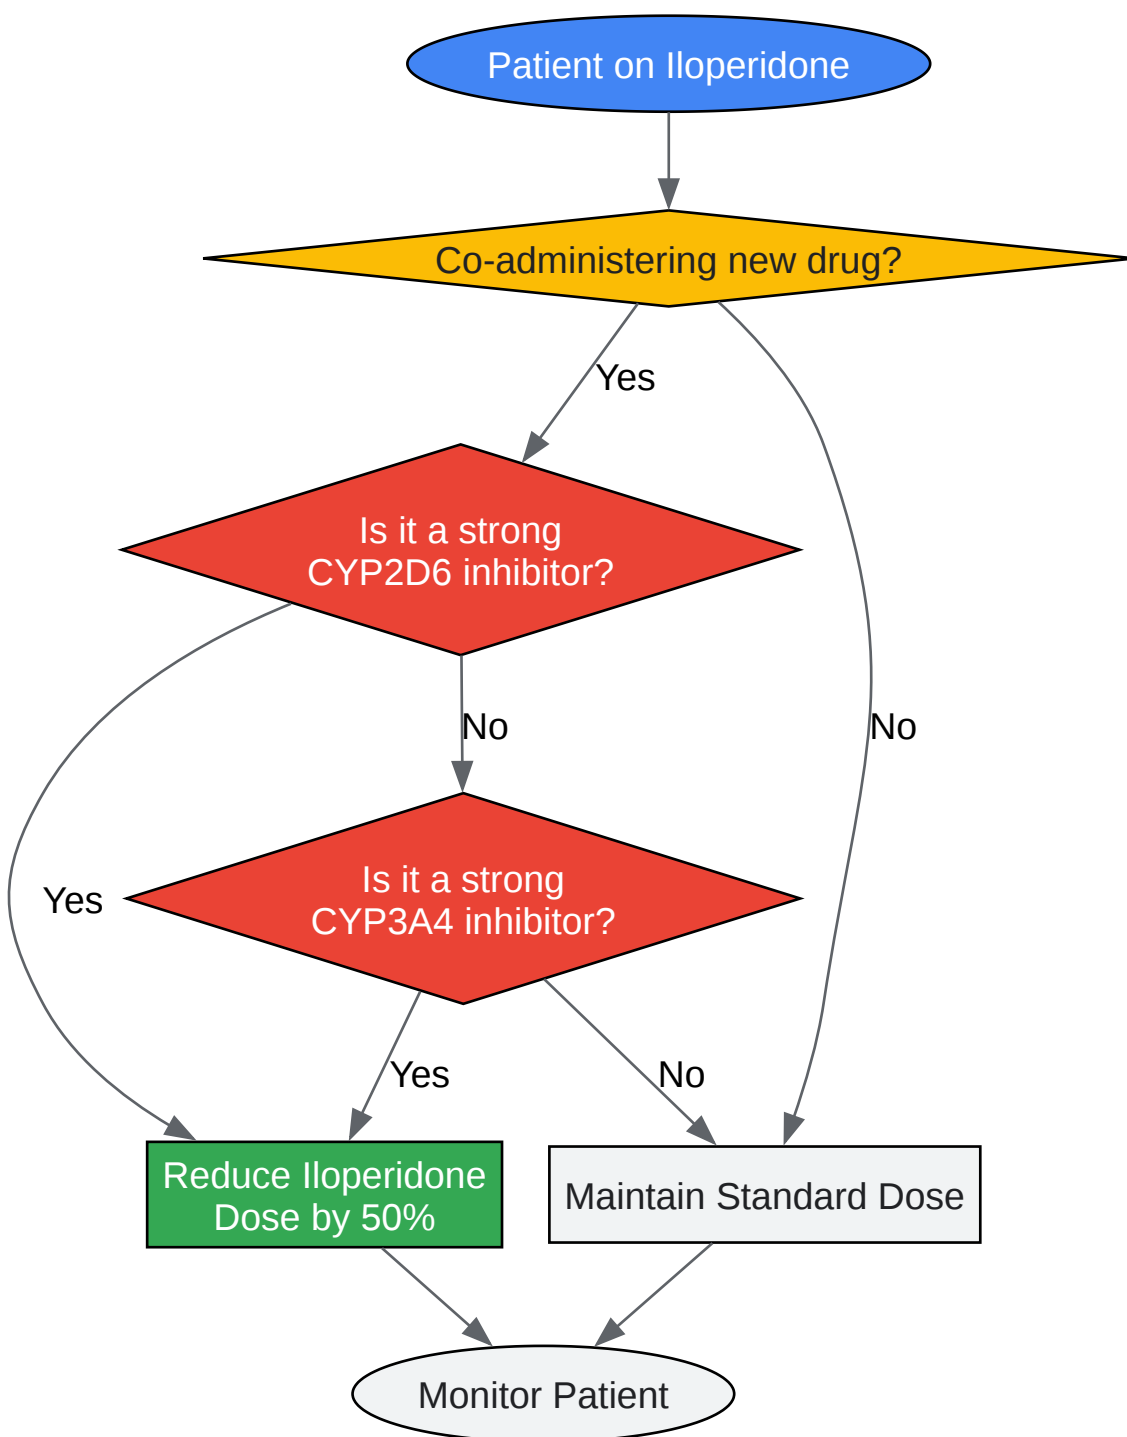 Patient on Iloperidone
Co-administering new drug?
Yes
Is it a strong
CYP2D6 inhibitor?
No
No
Is it a strong
CYP3A4 inhibitor?
Yes
Yes
No
Reduce Iloperidone
Dose by 50%
Maintain Standard Dose
Monitor Patient